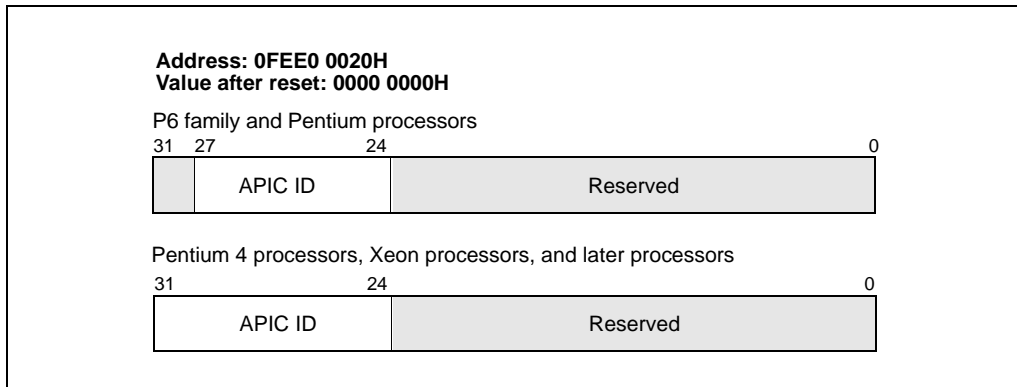 Address: 0FEE0 0020H
Value after reset: 0000 0000H
P6 family and Pentium processors
31 27 24 0
APIC ID Reserved
Pentium 4 processors, Xeon processors, and later processors
31 24 0
APIC ID Reserved